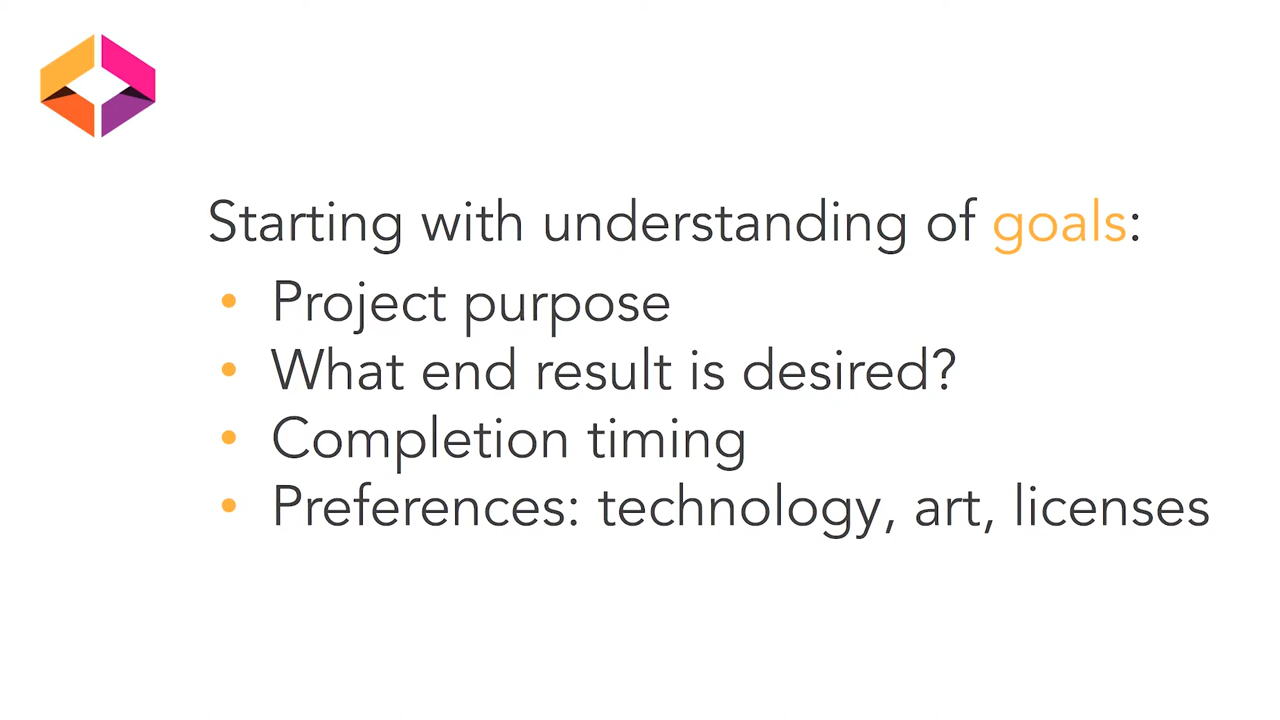 Starting with understanding of goals:
• Project purpose
• What end result is desired?
• Completion timing
• Preferences: technology, art, licenses